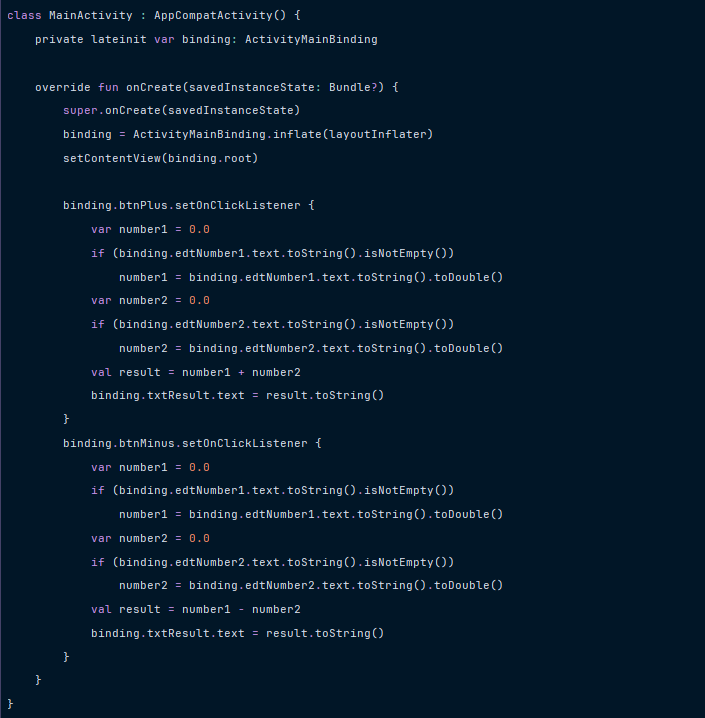 class MainActivity : AppCompatActivity() {
    private lateinit var binding: ActivityMainBinding

    override fun onCreate(savedInstanceState: Bundle?) {
        super.onCreate(savedInstanceState)
        binding = ActivityMainBinding.inflate(layoutInflater)
        setContentView(binding.root)

        binding.btnPlus.setOnClickListener {
            var number1 = 0.0
            if (binding.edtNumber1.text.toString().isNotEmpty())
                number1 = binding.edtNumber1.text.toString().toDouble()
            var number2 = 0.0
            if (binding.edtNumber2.text.toString().isNotEmpty())
                number2 = binding.edtNumber2.text.toString().toDouble()
            val result = number1 + number2
            binding.txtResult.text = result.toString()
        }
        binding.btnMinus.setOnClickListener {
            var number1 = 0.0
            if (binding.edtNumber1.text.toString().isNotEmpty())
                number1 = binding.edtNumber1.text.toString().toDouble()
            var number2 = 0.0
            if (binding.edtNumber2.text.toString().isNotEmpty())
                number2 = binding.edtNumber2.text.toString().toDouble()
            val result = number1 - number2
            binding.txtResult.text = result.toString()
        }
    }
}